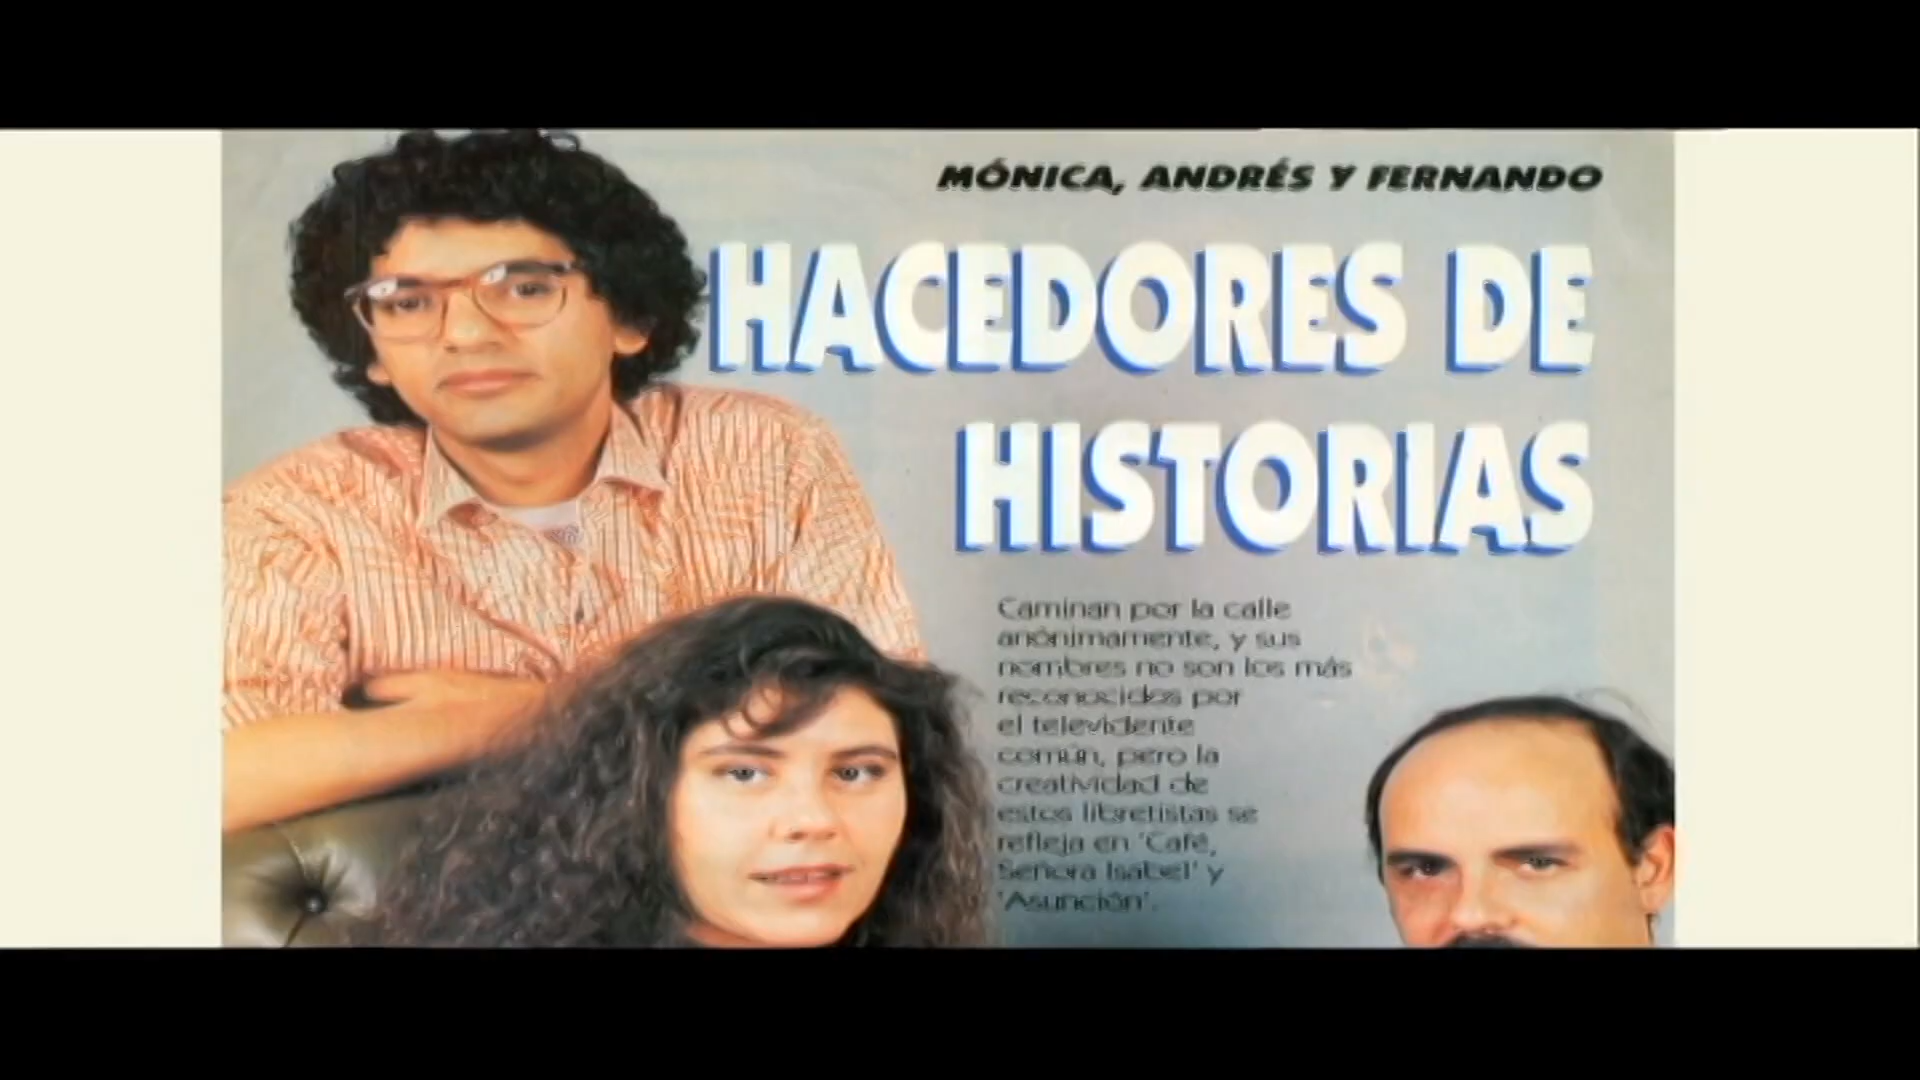 MÓNICA, ANDRÉS Y FERNANDO
HACEDORES DE
HISTORIAS
Caminan por la calle
anónimamente, y sus
nombres no son los más
reconocidos por
el televidente
común, pero la
creatividad de
estos libretistas se
refleja en 'Café,
Señora Isabel' y
'Asunción'.